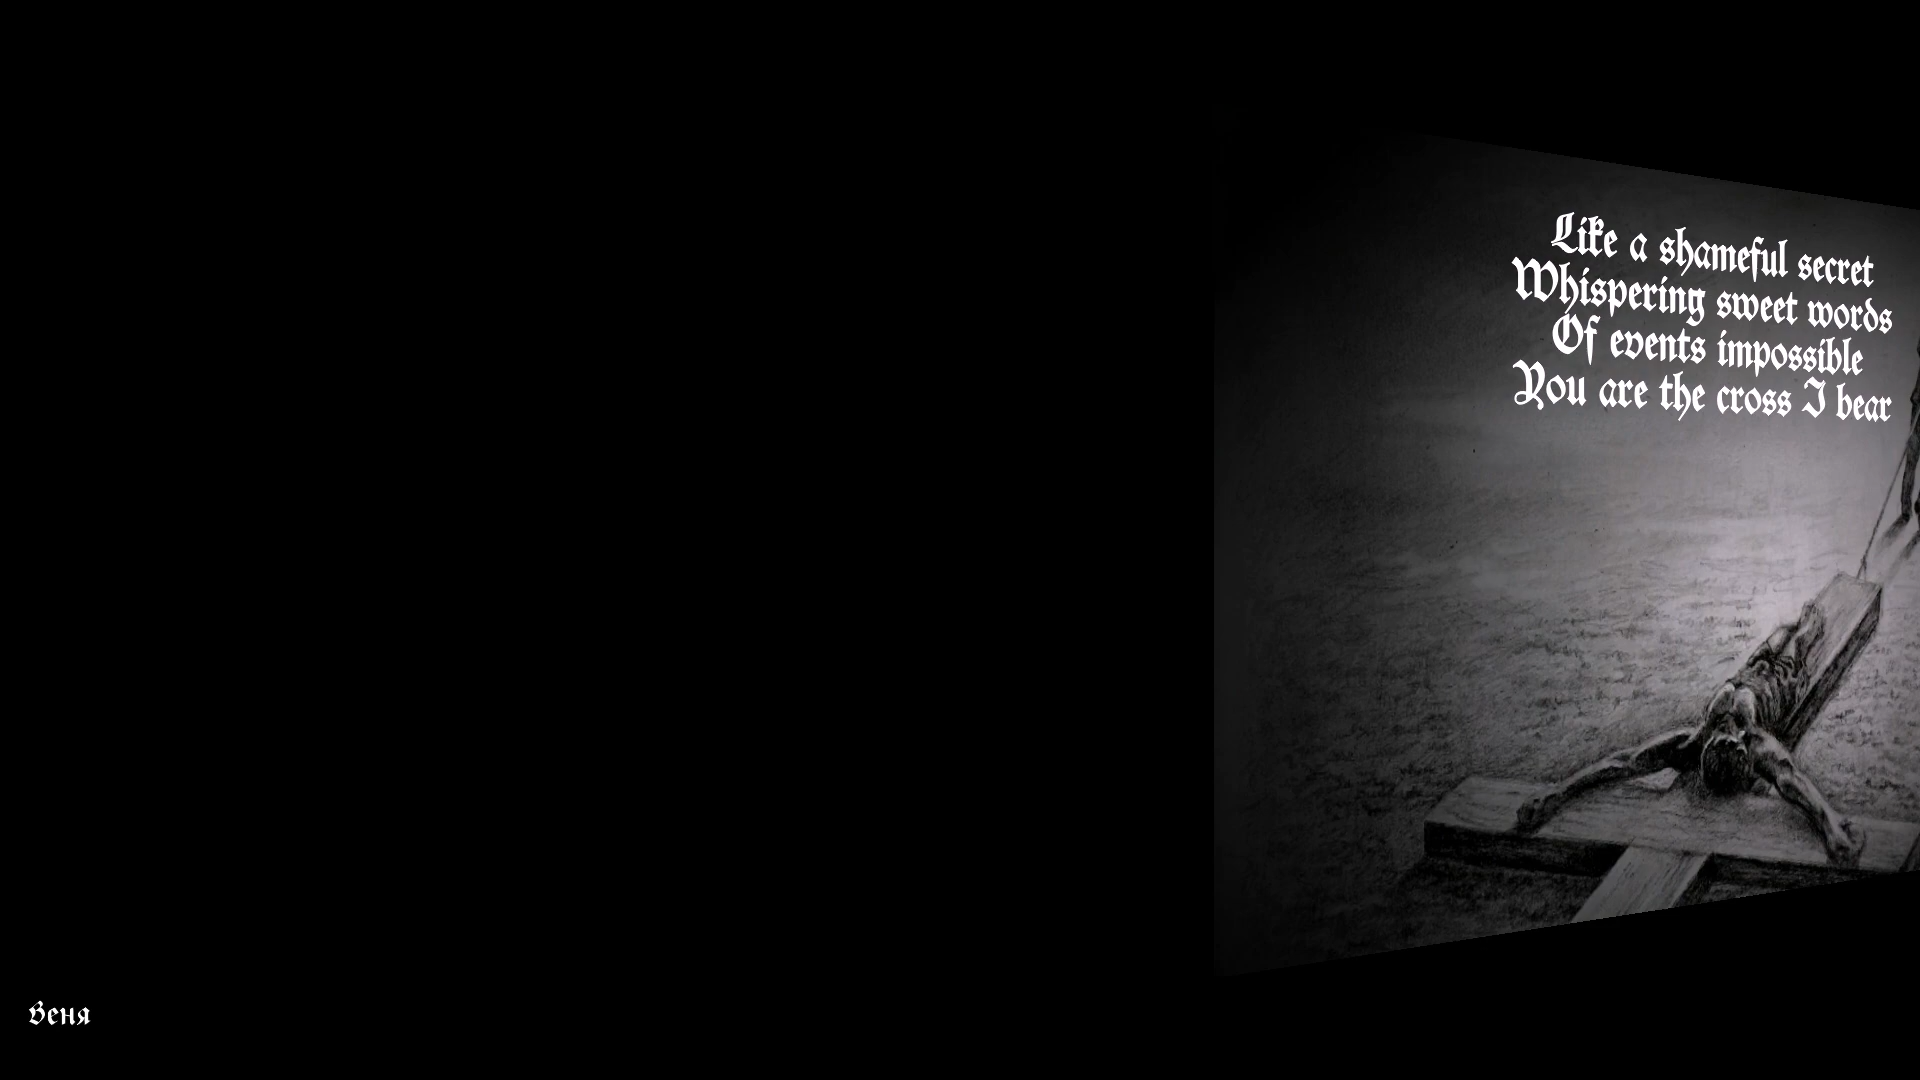 Like a shameful secret
Whispering sweet words
Of events impossible
You are the cross I bear
Веня